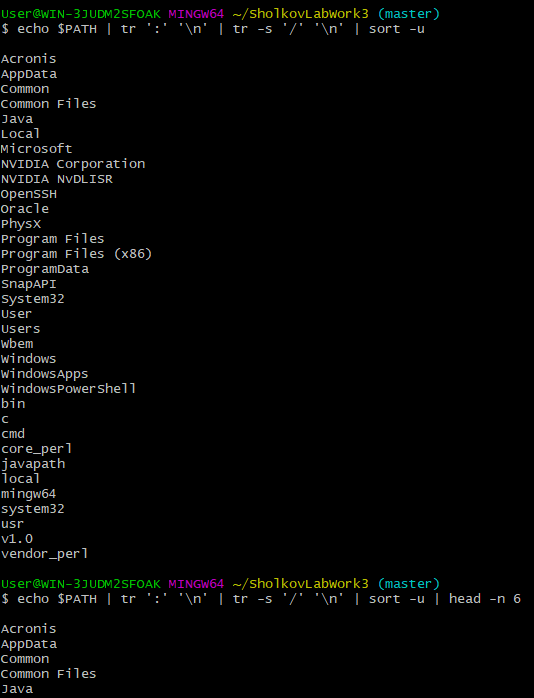 User@WIN-3JUDM2SFOAK MINGW64 ~/SholkovLabWork3 (master)
$ echo $PATH | tr ':' '\n' | tr -s '/' '\n' | sort -u
Acronis
AppData
Common
Common Files
Java
Local
Microsoft
NVIDIA Corporation
NVIDIA NvDLISR
OpenSSH
Oracle
PhysX
Program Files
Program Files (x86)
ProgramData
SnapAPI
System32
User
Users
Wbem
Windows
WindowsApps
WindowsPowerShell
bin
c
cmd
core_perl
javapath
local
mingw64
system32
usr
v1.0
vendor_perl
User@WIN-3JUDM2SFOAK MINGW64 ~/SholkovLabWork3 (master)
$ echo $PATH | tr ':' '\n' | tr -s '/' '\n' | sort -u | head -n 6
Acronis
AppData
Common
Common Files
Java